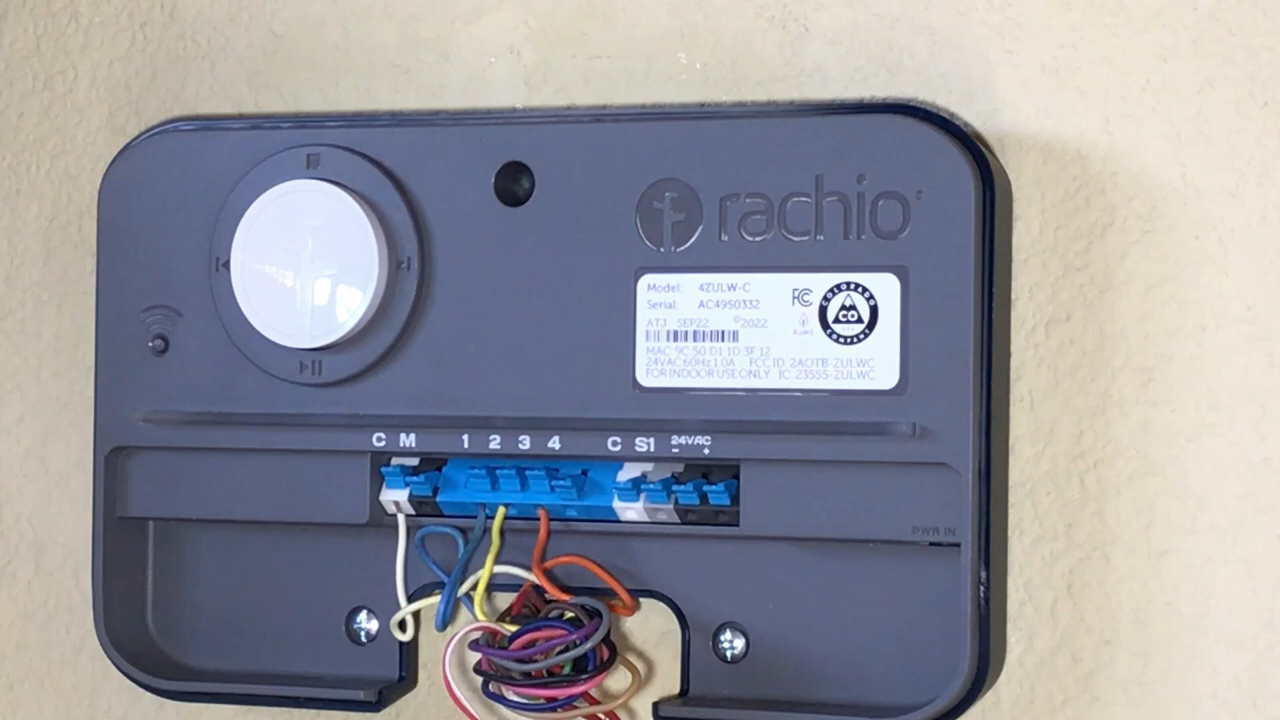 rachio
Model: 4ZULW-C
Serial: AC4950332
ATJ SEP22 ©2022
MAC: 9C 50 D1 1D 3F 12
24VAC 60Hz 1.0A FCC ID: 2AOTB-ZULWC
FOR INDOOR USE ONLY IC: 23555-ZULWC
FC
RoHS
COLORADO
CO
COMPANY
C M 1 2 3 4 C S1 24VAC
- +
PWR IN